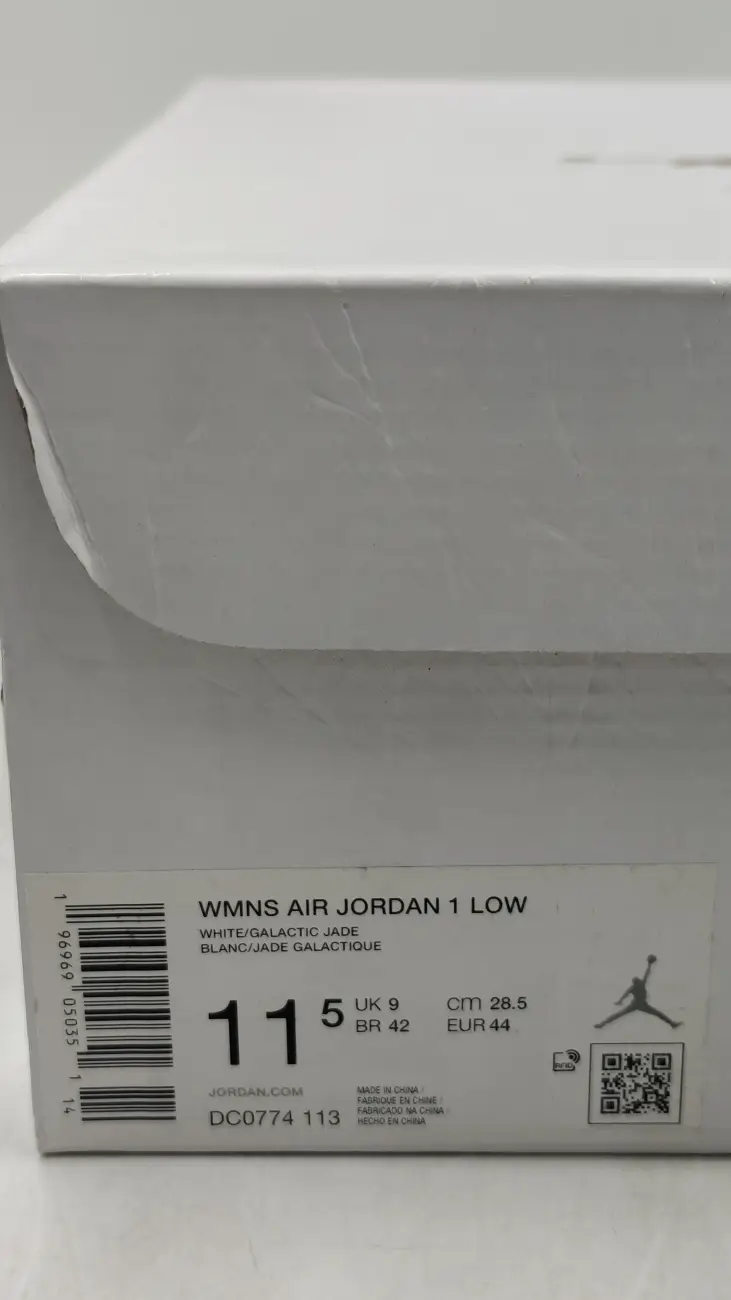 WMNS AIR JORDAN 1 LOW
WHITE/GALACTIC JADE
BLANC/JADE GALACTIQUE
11 5
UK 9
CM 28.5
BR 42
EUR 44
RFID
JORDAN.COM
DC0774 113
MADE IN CHINA /
FABRIQUÉ EN CHINE /
FABRICADO NA CHINA /
HECHO EN CHINA
1 96969 05035 1 14